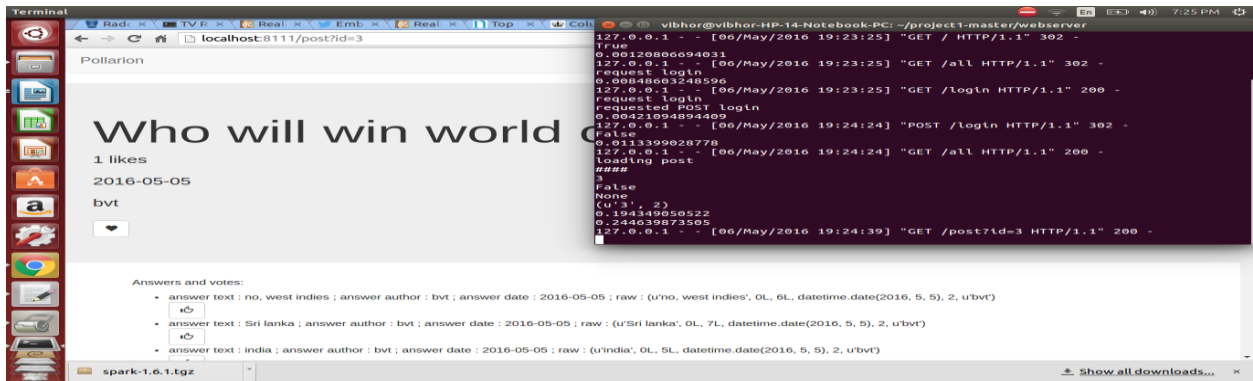 Terminal
En
7:25 PM
Rade
TV R
Real
Emb
Real
Top
Colu
vibhor@vibhor-HP-14-Notebook-PC: ~/project1-master/webserver
localhost:8111/post?id=3
Pollarion
Who will win world c
1 likes
2016-05-05
bvt
127.0.0.1 - - [06/May/2016 19:23:25] "GET / HTTP/1.1" 302 -
True
0.00120806694031
127.0.0.1 - - [06/May/2016 19:23:25] "GET /all HTTP/1.1" 302 -
request login
0.00848603248596
127.0.0.1 - - [06/May/2016 19:23:25] "GET /login HTTP/1.1" 200 -
request login
requested POST login
0.00421094894409
127.0.0.1 - - [06/May/2016 19:24:24] "POST /login HTTP/1.1" 302 -
False
0.0113399028778
127.0.0.1 - - [06/May/2016 19:24:24] "GET /all HTTP/1.1" 200 -
loading post
####
3
False
None
(u'3', 2)
0.194349050522
0.244639873505
127.0.0.1 - - [06/May/2016 19:24:39] "GET /post?id=3 HTTP/1.1" 200 -
Answers and votes:
answer text : no, west indies ; answer author : bvt ; answer date : 2016-05-05 ; raw : (u'no, west indies', 0L, 6L, datetime.date(2016, 5, 5), 2, u'bvt')
answer text : Sri lanka ; answer author : bvt ; answer date : 2016-05-05 ; raw : (u'Sri lanka', 0L, 7L, datetime.date(2016, 5, 5), 2, u'bvt')
answer text : india ; answer author : bvt ; answer date : 2016-05-05 ; raw : (u'india', 0L, 5L, datetime.date(2016, 5, 5), 2, u'bvt')
spark-1.6.1.tgz
Show all downloads...